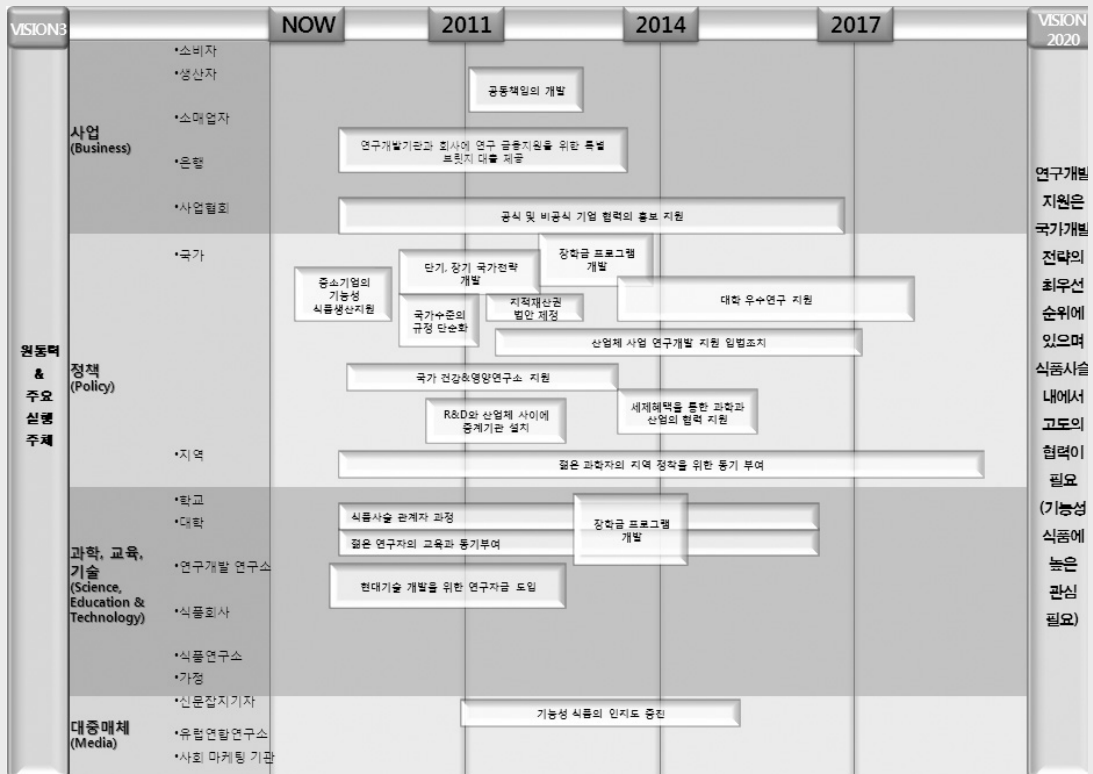 VISION3
NOW
2011
2014
2017
VISION
2020
원동력
&
주요
실행
주체
사업
(Business)
•소비자
•생산자
•소매업자
•은행
•사업협회
공동책임의 개발
연구개발기관과 회사에 연구 금융지원을 위한 특별
브릿지 대출 제공
공식 및 비공식 기업 협력의 홍보 지원
정책
(Policy)
•국가
•지역
중소기업의
기능성
식품생산지원
단기, 장기 국가전략
개발
장학금 프로그램
개발
국가수준의
규정 단순화
지적재산권
법안 제정
대학 우수연구 지원
산업체 사업 연구개발 지원 입법조치
국가 건강&영양연구소 지원
R&D와 산업체 사이에
중계기관 설치
세제혜택을 통한 과학과
산업의 협력 지원
젊은 과학자의 지역 정착을 위한 동기 부여
과학, 교육,
기술
(Science,
Education &
Technology)
•학교
•대학
•연구개발 연구소
•식품회사
•식품연구소
•가정
식품사슬 관계자 과정
젊은 연구자의 교육과 동기부여
장학금 프로그램
개발
현대기술 개발을 위한 연구자금 도입
대중매체
(Media)
•신문잡지기자
•유럽연합연구소
•사회 마케팅 기관
기능성 식품의 인지도 증진
연구개발
지원은
국가개발
전략의
최우선
순위에
있으며
식품사슬
내에서
고도의
협력이
필요
(기능성
식품에
높은
관심
필요)